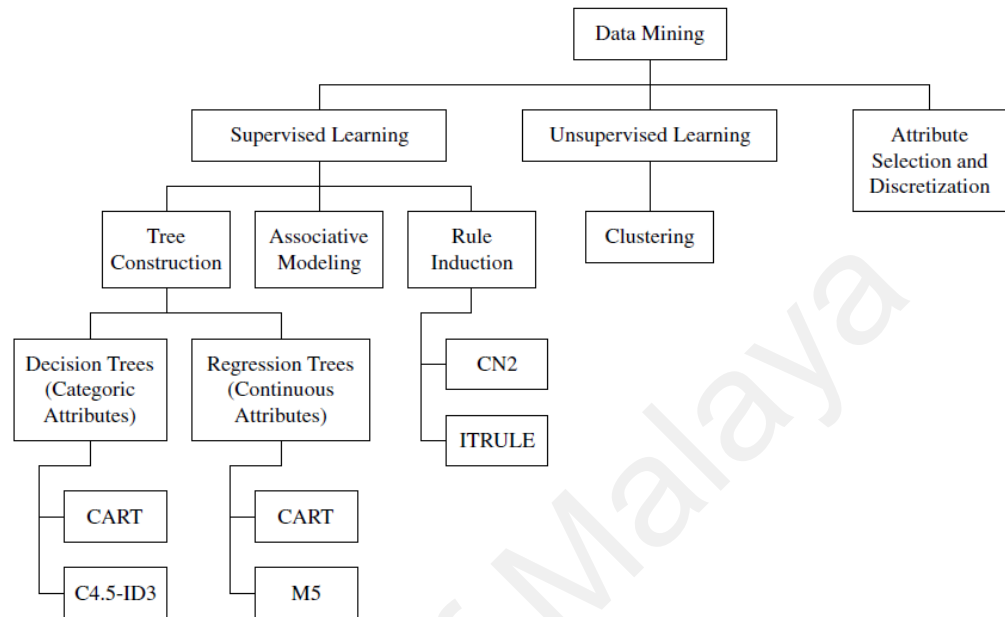 Data Mining
Supervised Learning
Unsupervised Learning
Attribute
Selection and
Discretization
Tree
Construction
Associative
Modeling
Rule
Induction
Clustering
Decision Trees
(Categoric
Attributes)
Regression Trees
(Continuous
Attributes)
CN2
ITRULE
CART
C4.5-ID3
CART
M5
Malaya